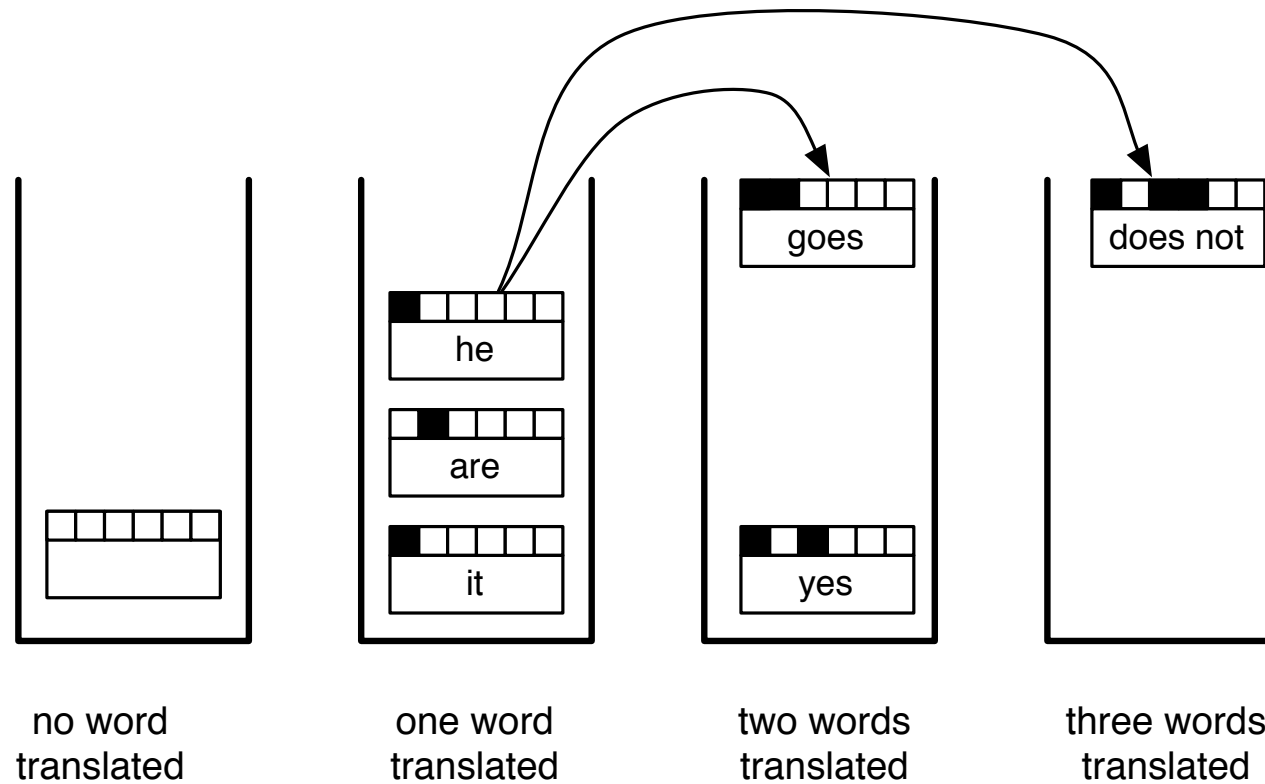 goes
does not
he
are
it
yes
no word
translated
one word
translated
two words
translated
three words
translated